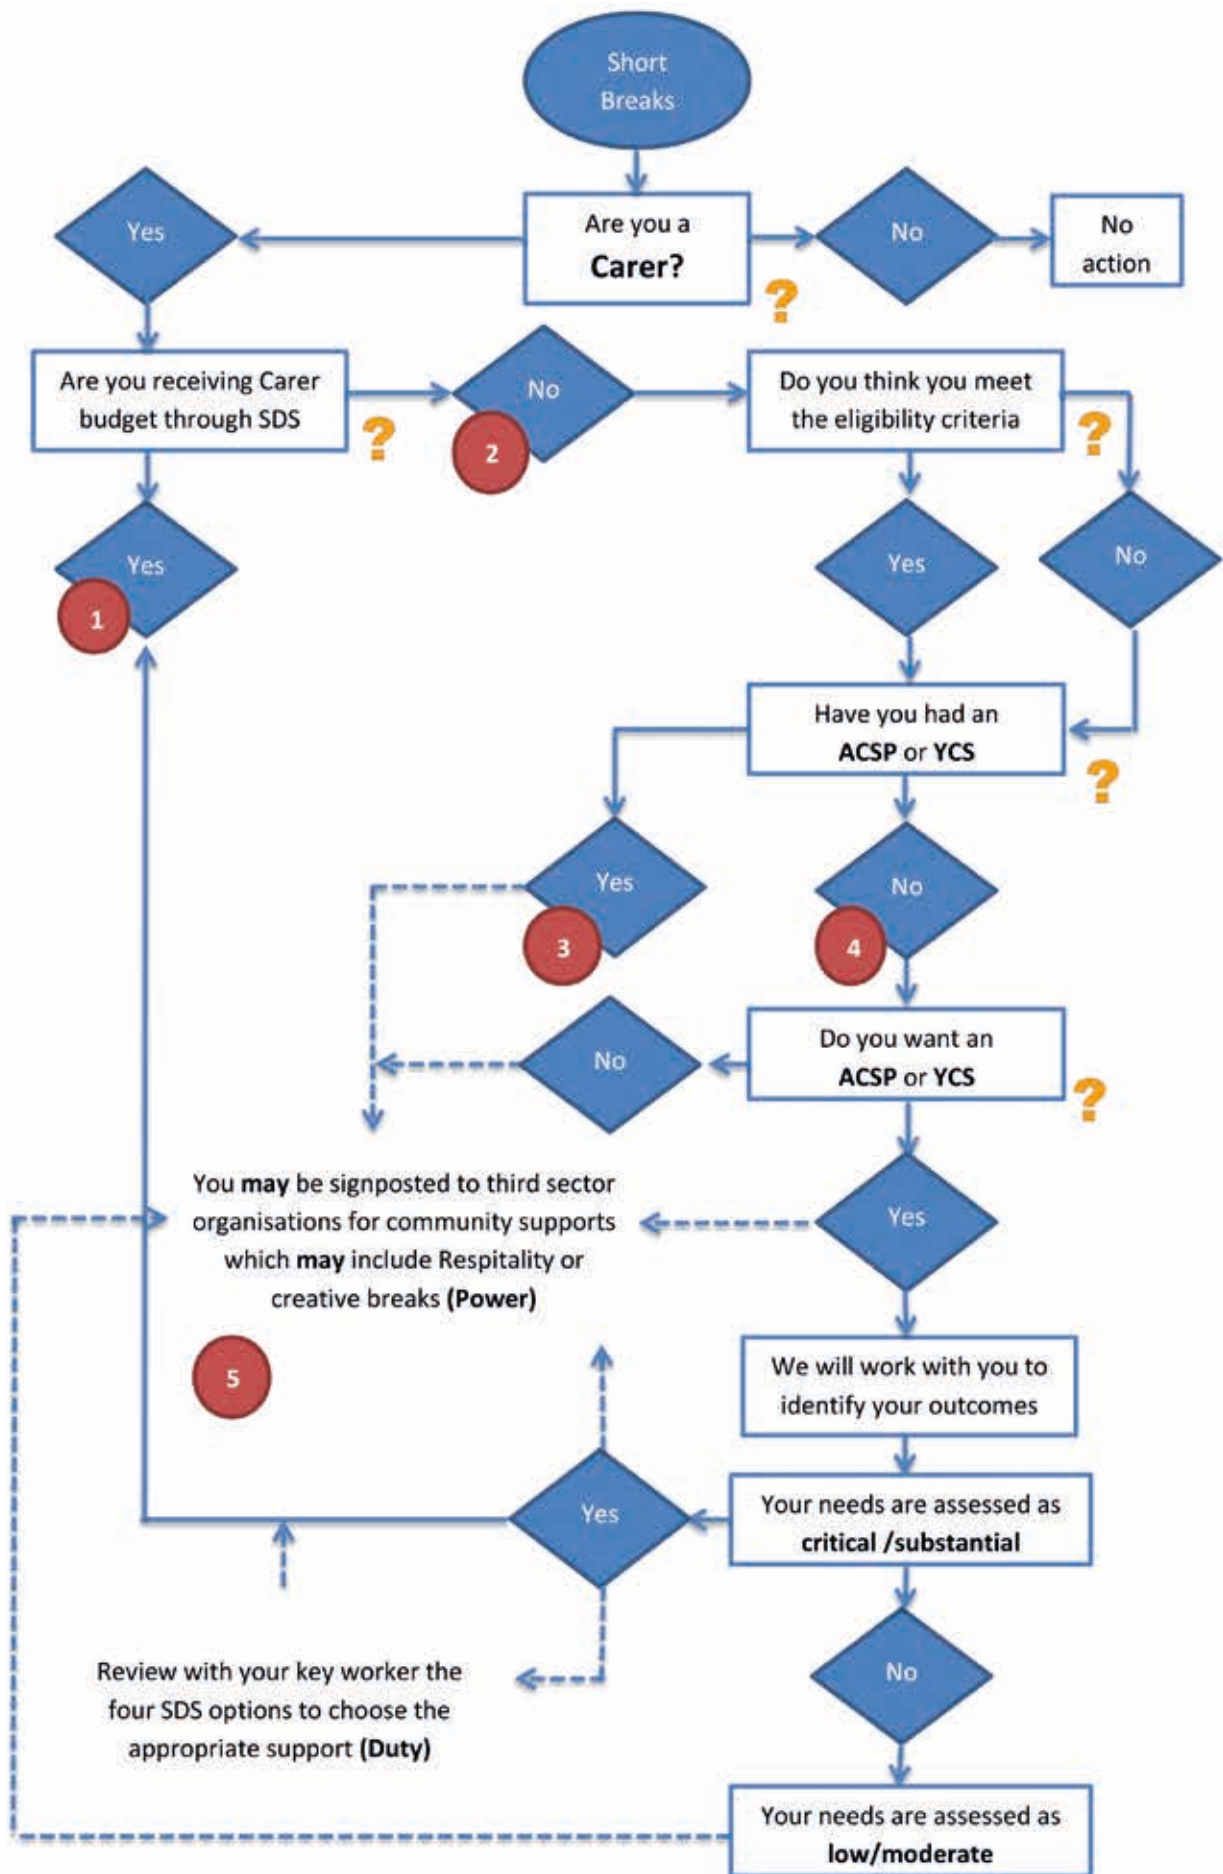 Short
Breaks
Yes
Are you a
Carer?
?
No
No
action
Are you receiving Carer
budget through SDS
?
No
2
Do you think you meet
the eligibility criteria
?
Yes
1
Yes
No
Have you had an
ACSP or YCS
?
Yes
3
No
4
No
Do you want an
ACSP or YCS
?
You may be signposted to third sector
organisations for community supports
which may include Respitality or
creative breaks (Power)
Yes
5
We will work with you to
identify your outcomes
Yes
Your needs are assessed as
critical /substantial
Review with your key worker the
four SDS options to choose the
appropriate support (Duty)
No
Your needs are assessed as
low/moderate